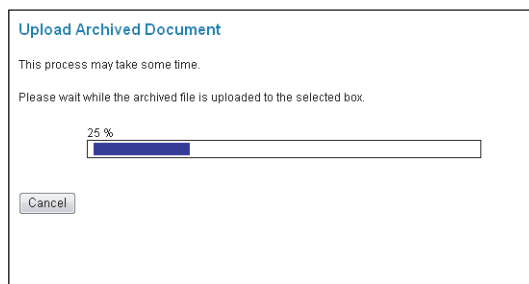 Upload Archived Document
This process may take some time.
Please wait while the archived file is uploaded to the selected box.
25 %
Cancel